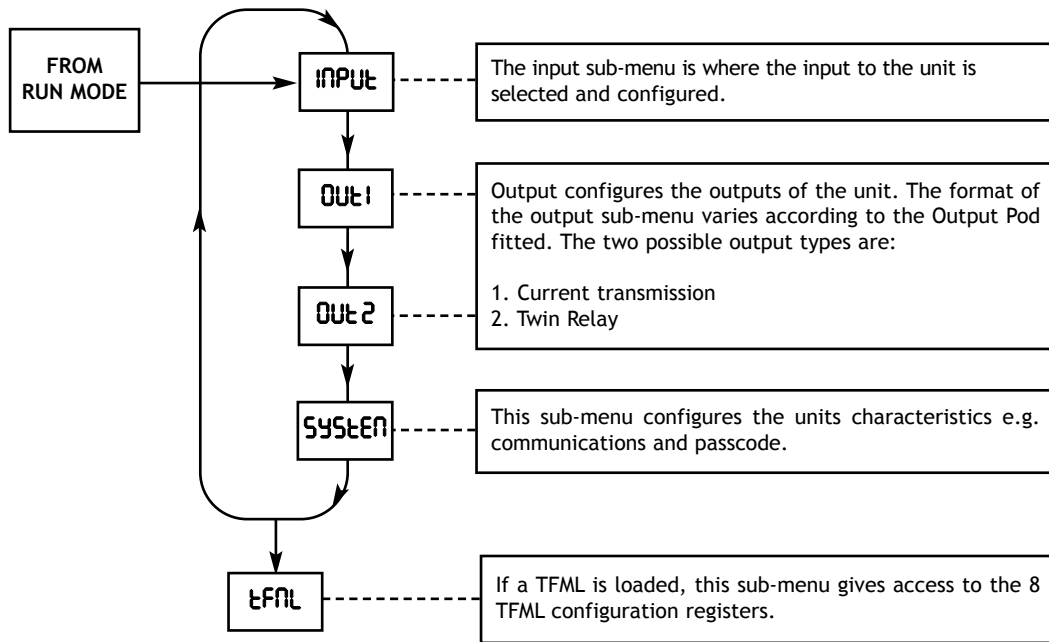 FROM
RUN MODE
INPUt
The input sub-menu is where the input to the unit is
selected and configured.
OUt1
Output configures the outputs of the unit. The format of
the output sub-menu varies according to the Output Pod
fitted. The two possible output types are:
1. Current transmission
2. Twin Relay
OUt2
SYStEM
This sub-menu configures the units characteristics e.g.
communications and passcode.
tFML
If a TFML is loaded, this sub-menu gives access to the 8
TFML configuration registers.